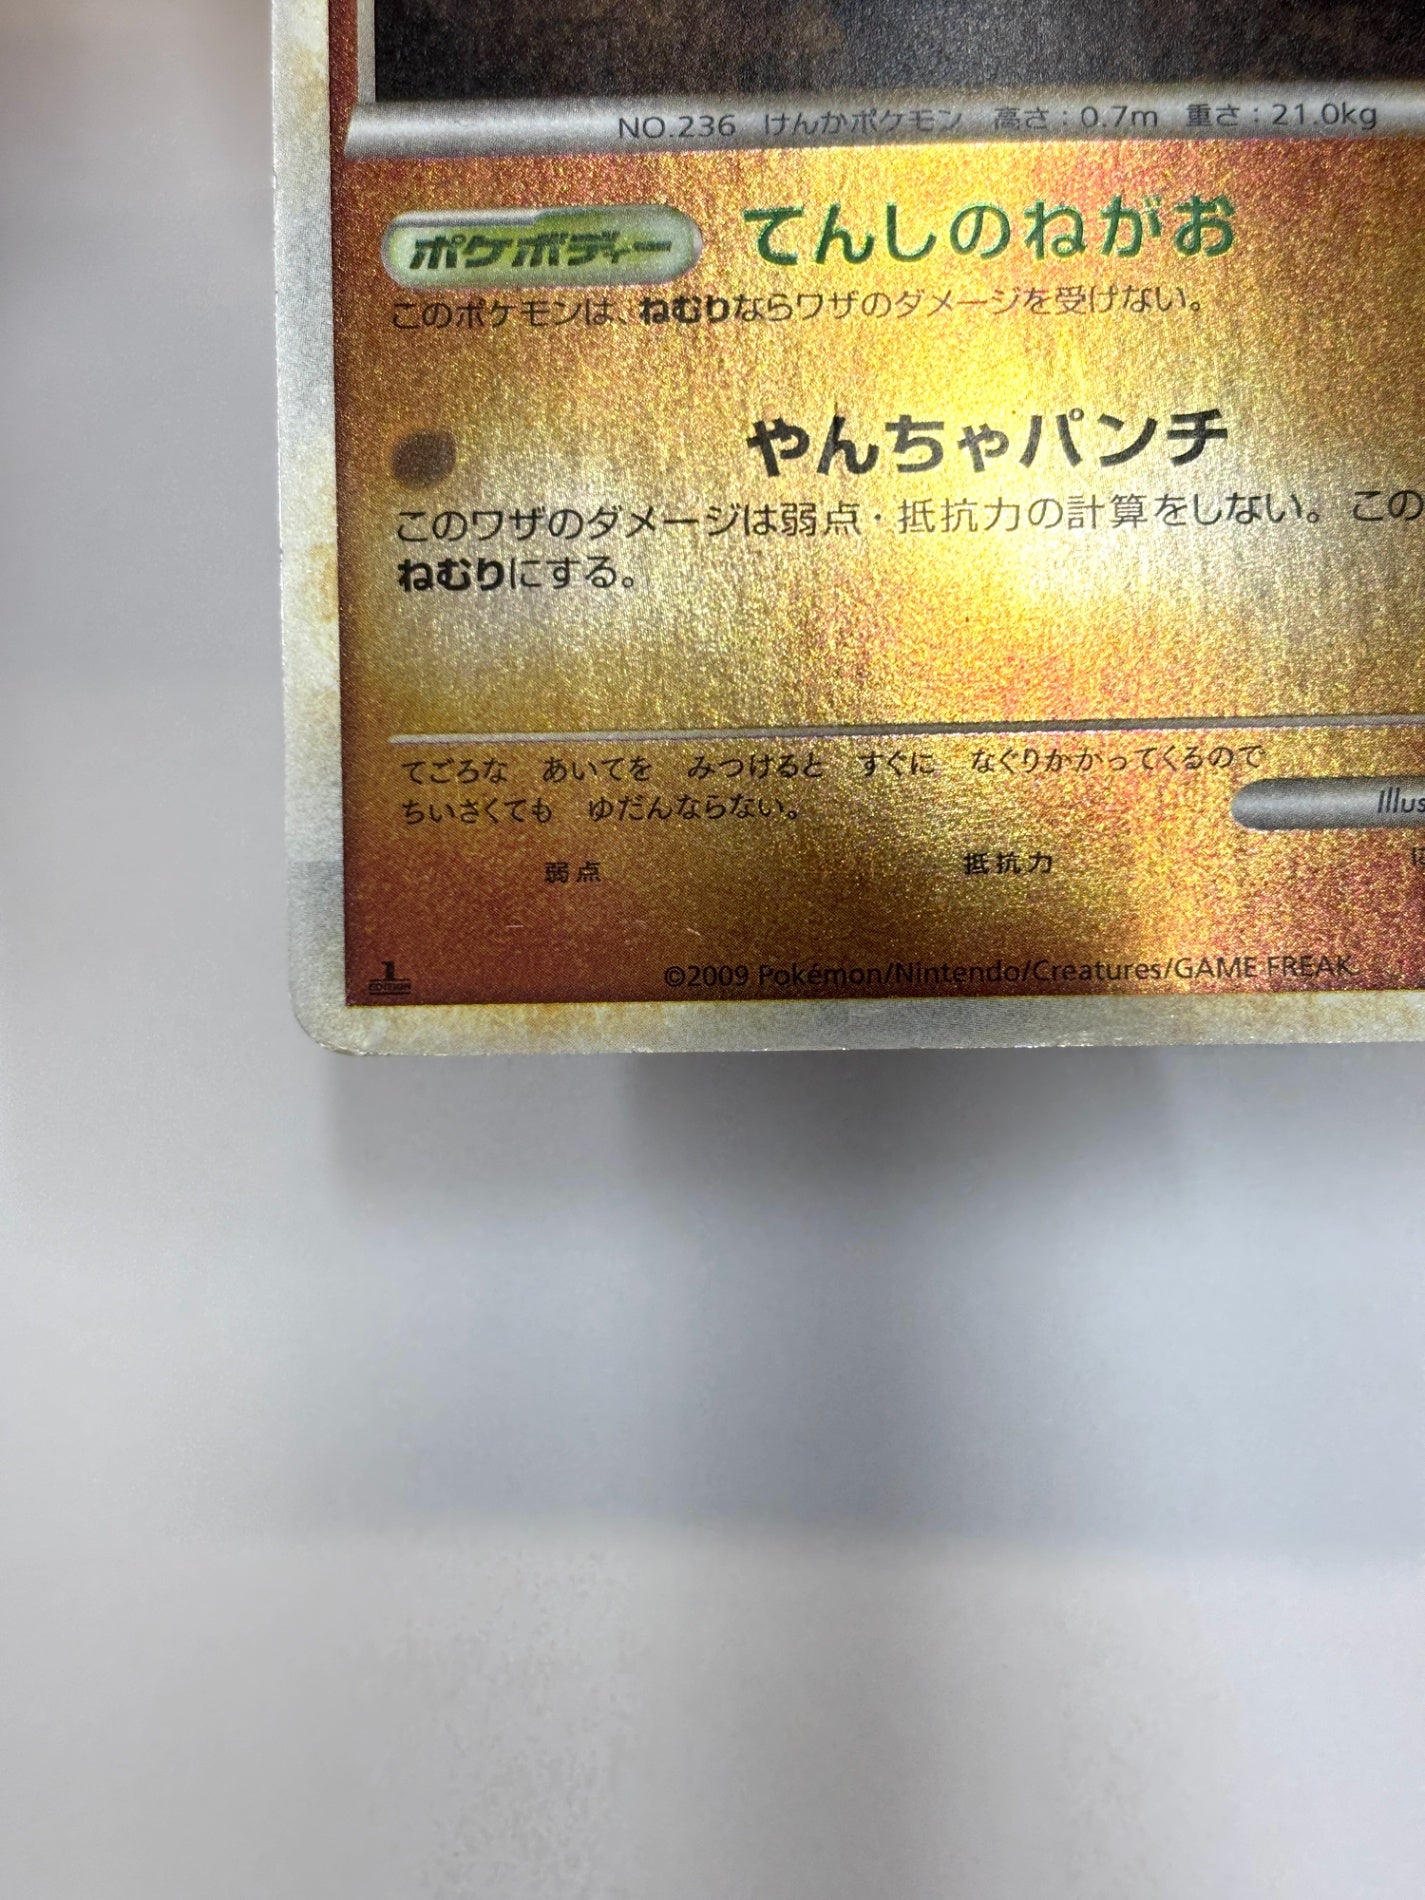 NO.236 けんかポケモン 高さ：0.7m 重さ：21.0kg
ポケボディー てんしのねがお
このポケモンは、ねむりならワザのダメージを受けない。
やんちゃパンチ
このワザのダメージは弱点・抵抗力の計算をしない。この
ねむりにする。
てごろな あいてを みつけると すぐに なぐりかかってくるので
ちいさくても ゆだんならない。
Illus
弱点 抵抗力
1 EDITION
©2009 Pokémon/Nintendo/Creatures/GAME FREAK.